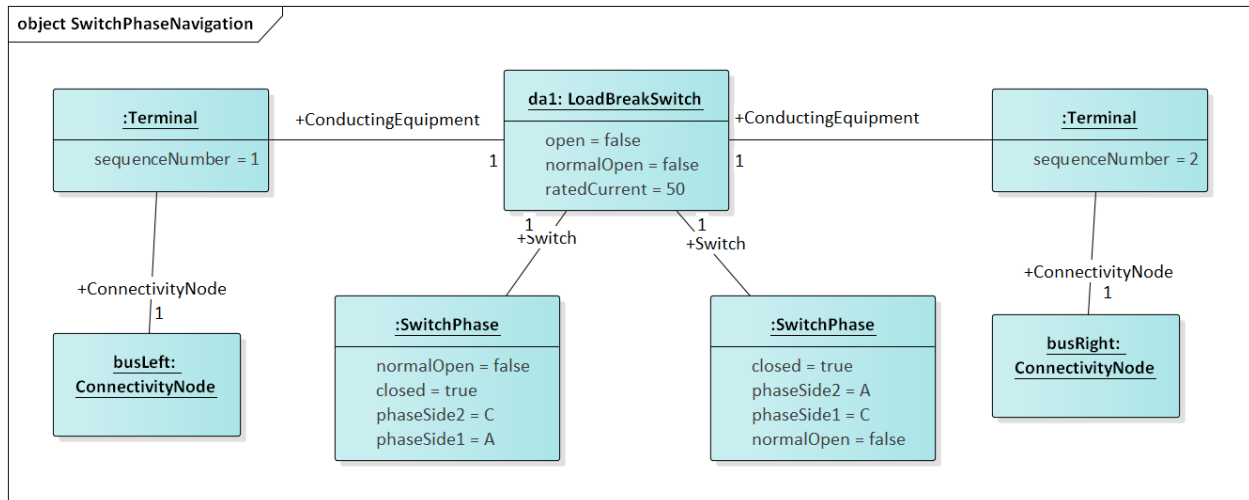 object SwitchPhaseNavigation
:Terminal
sequenceNumber = 1
+ConductingEquipment
1
da1: LoadBreakSwitch
open = false
normalOpen = false
ratedCurrent = 50
+ConductingEquipment
1
:Terminal
sequenceNumber = 2
1
+Switch
1
+Switch
+ConnectivityNode
1
+ConnectivityNode
1
busLeft:
ConnectivityNode
:SwitchPhase
normalOpen = false
closed = true
phaseSide2 = C
phaseSide1 = A
:SwitchPhase
closed = true
phaseSide2 = A
phaseSide1 = C
normalOpen = false
busRight:
ConnectivityNode